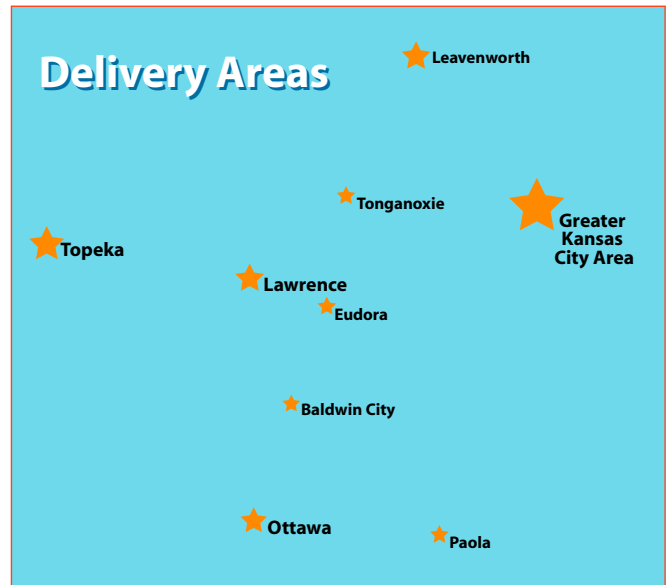 Delivery Areas
Leavenworth
Tonganoxie
Greater
Kansas
City Area
Topeka
Lawrence
Eudora
Baldwin City
Ottawa
Paola